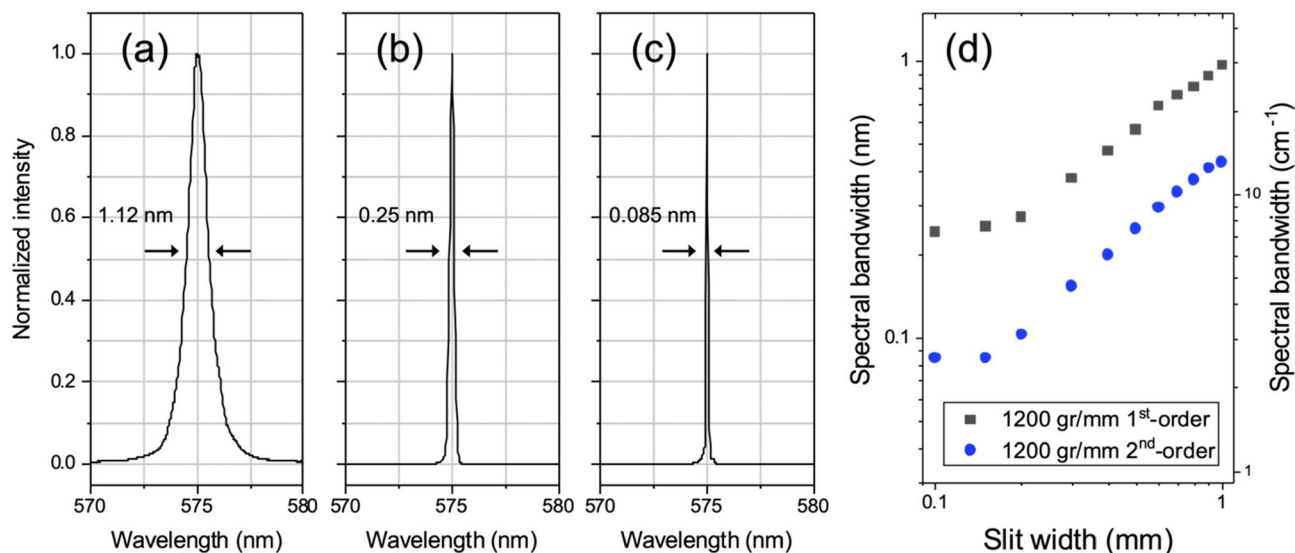 (a)
(b)
(c)
(d)
Normalized intensity
1.0
0.8
0.6
0.4
0.2
0.0
1.12 nm
0.25 nm
0.085 nm
570 575 580
570 575 580
570 575 580
Wavelength (nm)
Wavelength (nm)
Wavelength (nm)
Spectral bandwidth (nm)
1
0.1
Spectral bandwidth (cm⁻¹)
10
1
1200 gr/mm 1ˢᵗ-order
1200 gr/mm 2ⁿᵈ-order
0.1 1
Slit width (mm)